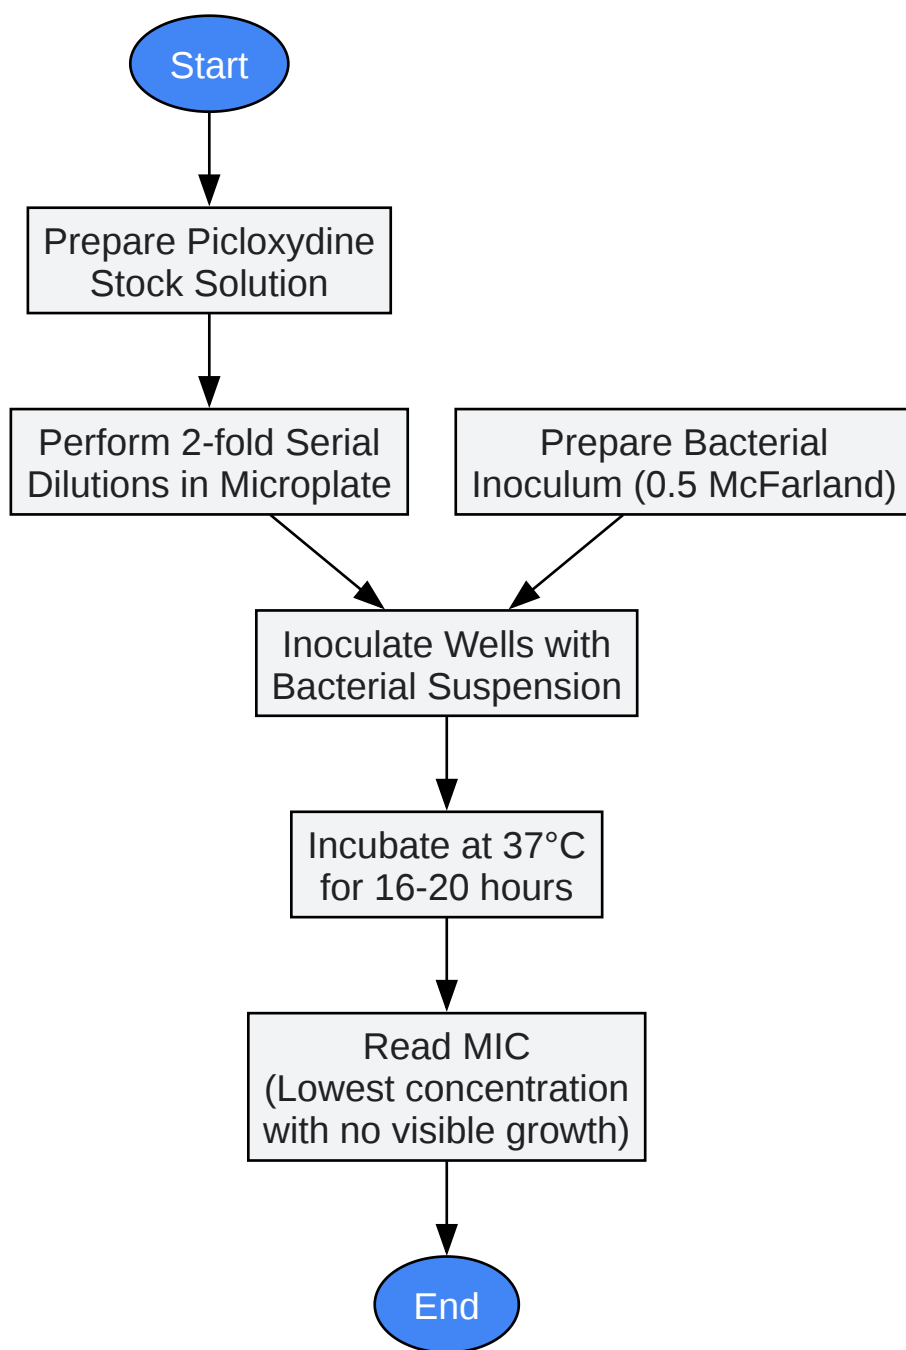 Start
Prepare Picloxydine
Stock Solution
Perform 2-fold Serial
Dilutions in Microplate
Prepare Bacterial
Inoculum (0.5 McFarland)
Inoculate Wells with
Bacterial Suspension
Incubate at 37°C
for 16-20 hours
Read MIC
(Lowest concentration
with no visible growth)
End